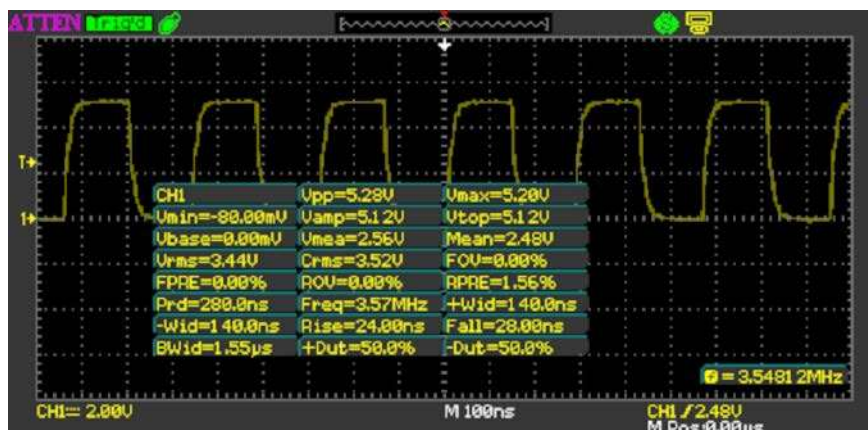 ATTEN Trig'd
T
1
CH1 Vpp=5.28V Vmax=5.20V
Vmin=-80.00mV Vamp=5.12V Vtop=5.12V
Vbase=0.00mV Vmea=2.56V Mean=2.48V
Vrms=3.44V Crms=3.52V FOV=0.00%
FPRE=0.00% ROV=0.00% RPRE=1.56%
Prd=280.0ns Freq=3.57MHz +Wid=140.0ns
-Wid=140.0ns Rise=24.00ns Fall=28.00ns
BWid=1.55µs +Dut=50.0% -Dut=50.0%
= 3.54812MHz
CH1 2.00V M 100ns CH1 2.48V
M Pos:0.00µs